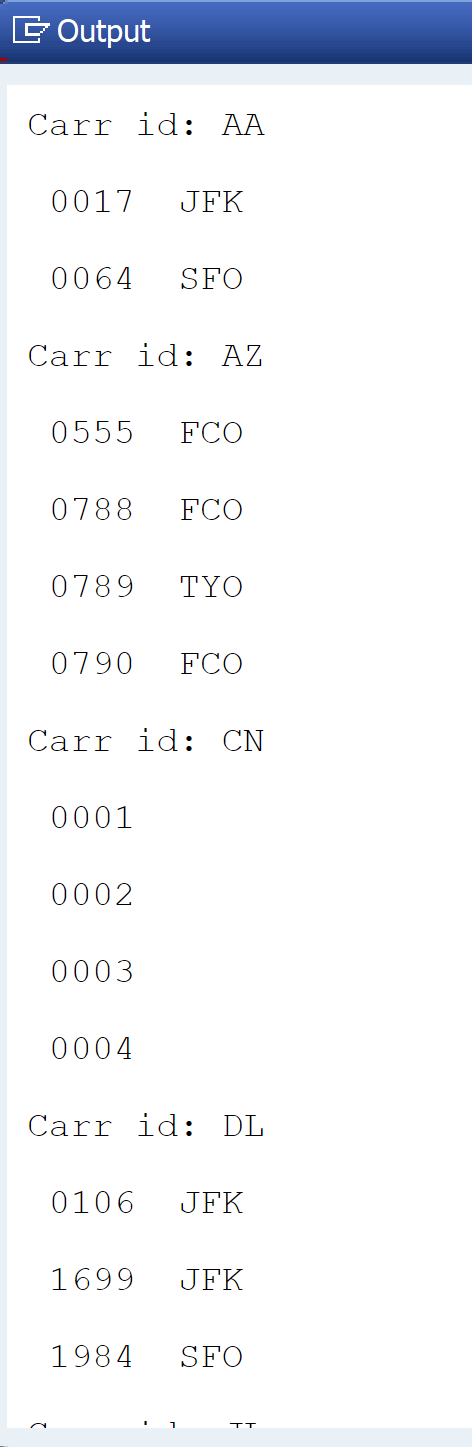 Output
Carr id: AA
0017 JFK
0064 SFO
Carr id: AZ
0555 FCO
0788 FCO
0789 TYO
0790 FCO
Carr id: CN
0001
0002
0003
0004
Carr id: DL
0106 JFK
1699 JFK
1984 SFO